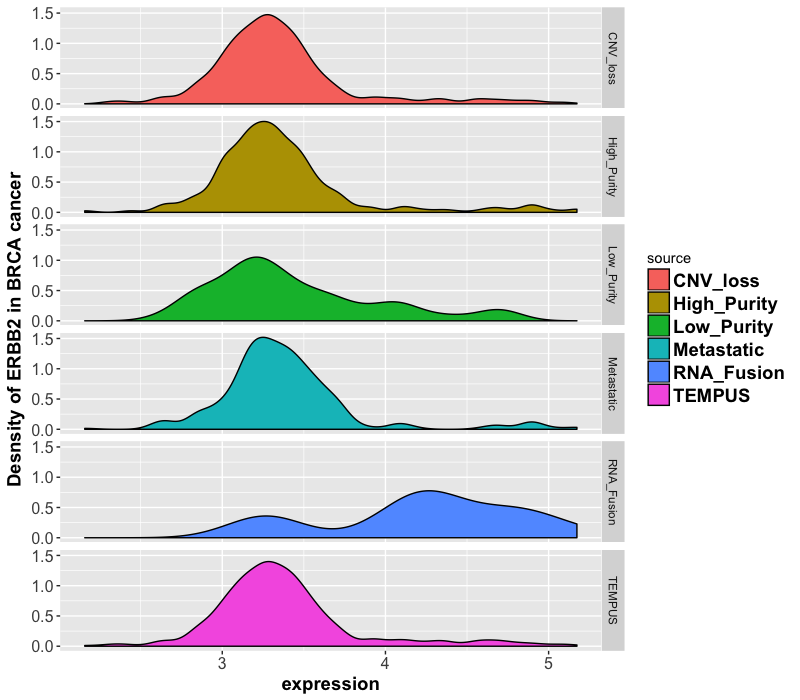 Desnsity of ERBB2 in BRCA cancer
1.5
1.0
0.5
0.0
CNV_loss
1.5
1.0
0.5
0.0
High_Purity
1.5
1.0
0.5
0.0
Low_Purity
1.5
1.0
0.5
0.0
Metastatic
1.5
1.0
0.5
0.0
RNA_Fusion
1.5
1.0
0.5
0.0
TEMPUS
3 4 5
expression
source
CNV_loss
High_Purity
Low_Purity
Metastatic
RNA_Fusion
TEMPUS